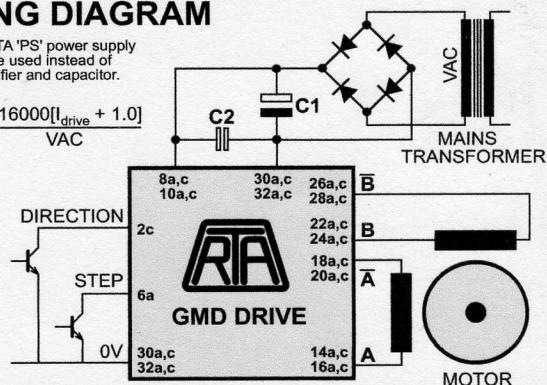 NG DIAGRAM
TA 'PS' power supply
e used instead of
ifier and capacitor.
16000[Idrive + 1.0]
VAC
C1
C2
VAC
MAINS
TRANSFORMER
8a,c
10a,c
30a,c
32a,c
26a,c
28a,c
B̅
DIRECTION
2c
22a,c
24a,c
B
RTA
18a,c
20a,c
A̅
STEP
6a
GMD DRIVE
0V
30a,c
32a,c
14a,c
16a,c
A
MOTOR